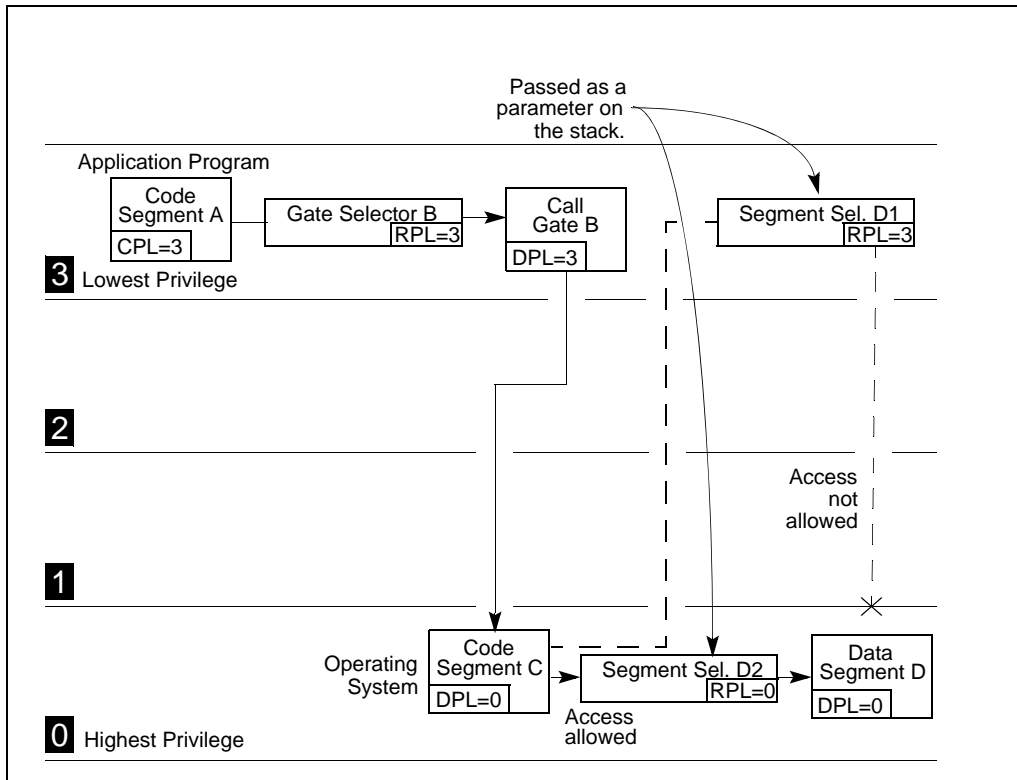 Passed as a
parameter on
the stack.
Application Program
Code
Segment A
CPL=3
Gate Selector B
RPL=3
Call
Gate B
DPL=3
Segment Sel. D1
RPL=3
3 Lowest Privilege
2
Access
not
allowed
1
Operating
System
Code
Segment C
DPL=0
Access
allowed
Segment Sel. D2
RPL=0
Data
Segment D
DPL=0
0 Highest Privilege